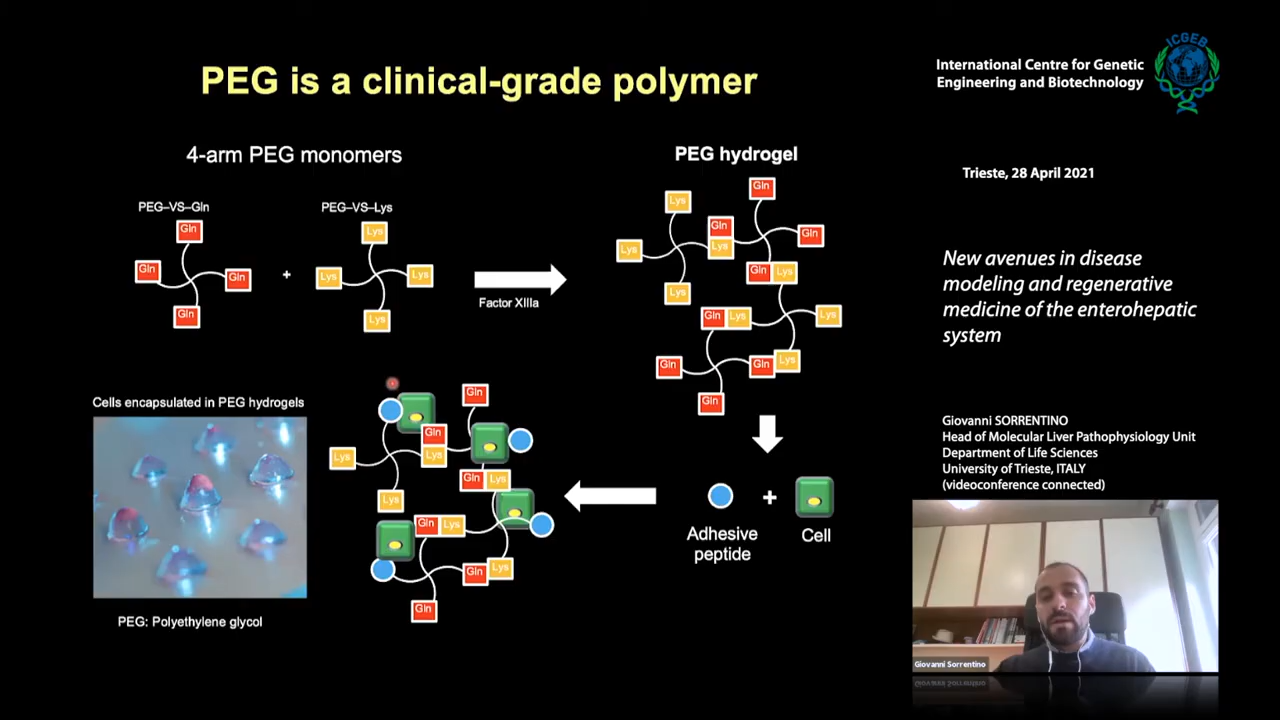 PEG is a clinical-grade polymer
4-arm PEG monomers
PEG–VS–Gln
Gln
Gln
Gln
Gln
+
PEG–VS–Lys
Lys
Lys
Lys
Lys
Factor XIIIa
PEG hydrogel
Gln
Lys
Gln
Gln
Lys
Lys
Gln Lys
Lys
Gln Lys
Lys
Gln
Gln Lys
Gln
Adhesive
peptide
+
Cell
Gln
Gln
Lys
Lys
Gln Lys
Lys
Gln Lys
Gln Lys
Gln
Cells encapsulated in PEG hydrogels
PEG: Polyethylene glycol
ICGEB
International Centre for Genetic
Engineering and Biotechnology
Trieste, 28 April 2021
New avenues in disease
modeling and regenerative
medicine of the enterohepatic
system
Giovanni SORRENTINO
Head of Molecular Liver Pathophysiology Unit
Department of Life Sciences
University of Trieste, ITALY
(videoconference connected)
Giovanni Sorrentino